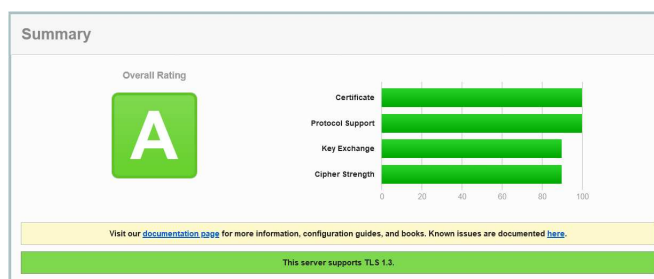 Summary
Overall Rating
A
Certificate
Protocol Support
Key Exchange
Cipher Strength
0 20 40 60 80 100
Visit our documentation page for more information, configuration guides, and books. Known issues are documented here.
This server supports TLS 1.3.